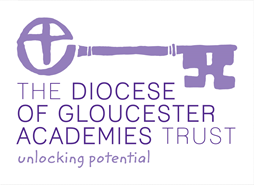 THE DIOCESE
OF GLOUCESTER
ACADEMIES TRUST
unlocking potential